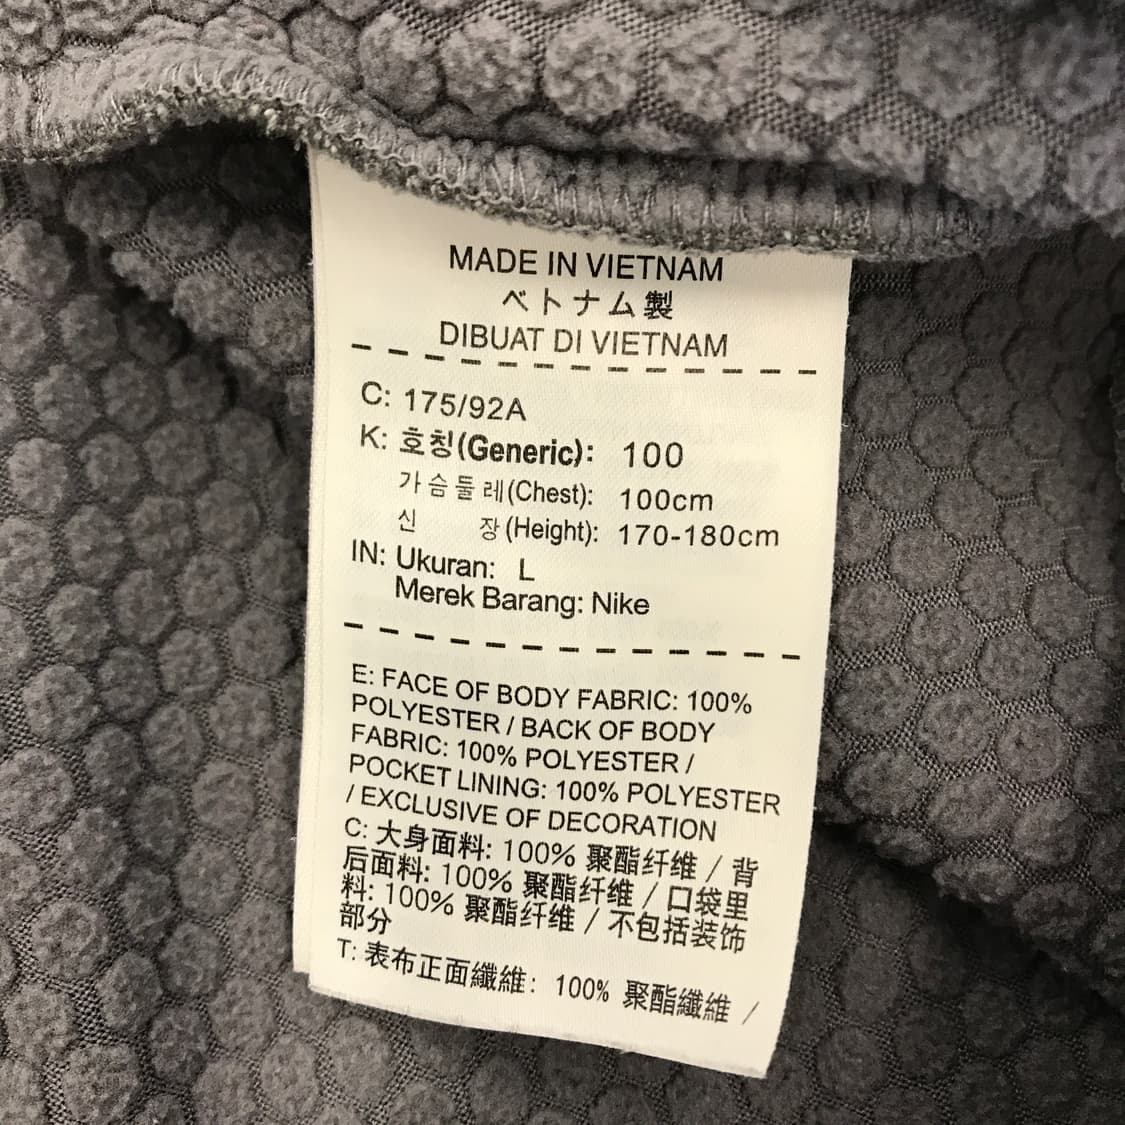 MADE IN VIETNAM
ベトナム製
DIBUAT DI VIETNAM
C: 175/92A
K: 호칭(Generic): 100
가슴둘레(Chest): 100cm
신 장(Height): 170-180cm
IN: Ukuran: L
Merek Barang: Nike
E: FACE OF BODY FABRIC: 100%
POLYESTER / BACK OF BODY
FABRIC: 100% POLYESTER /
POCKET LINING: 100% POLYESTER
/ EXCLUSIVE OF DECORATION
C: 大身面料: 100% 聚酯纤维 / 背
后面料: 100% 聚酯纤维 / 口袋里
料: 100% 聚酯纤维 / 不包括装饰
部分
T: 表布正面纖維: 100% 聚酯纖維 /